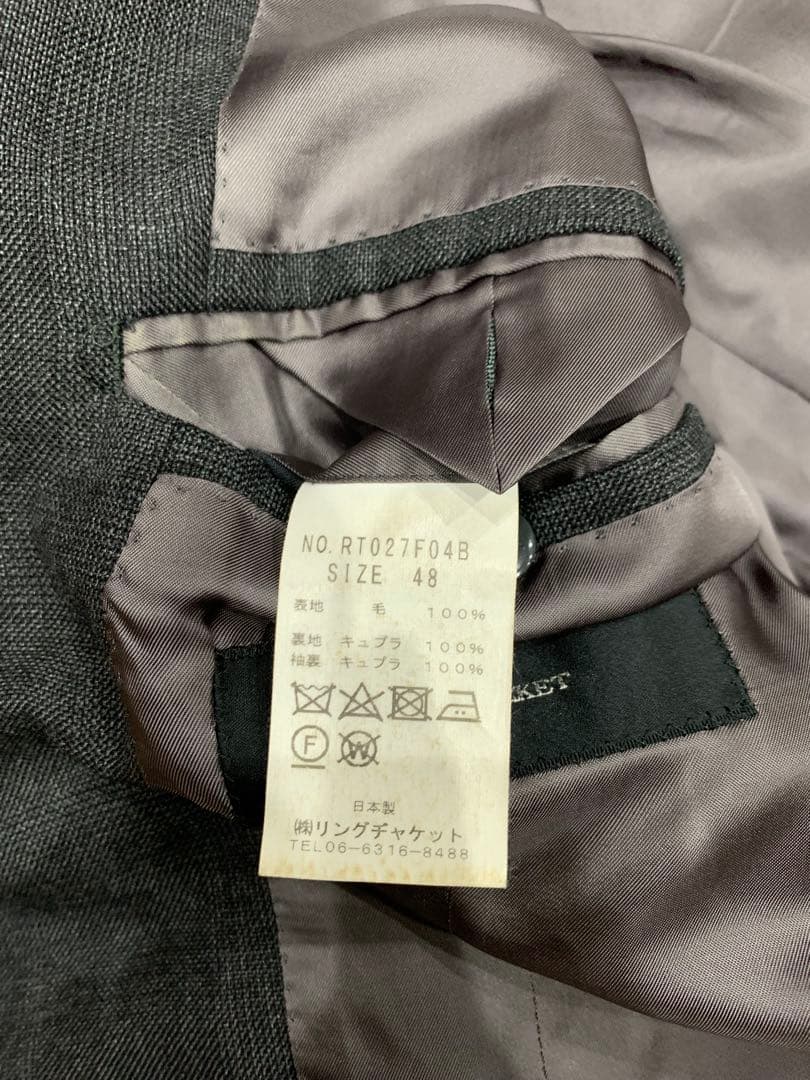 NO. RT027F04B
SIZE 48
表地 毛 100%
裏地 キュプラ 100%
袖裏 キュプラ 100%
F W
日本製
㈱リングヂャケット
TEL06-6316-8488
KET